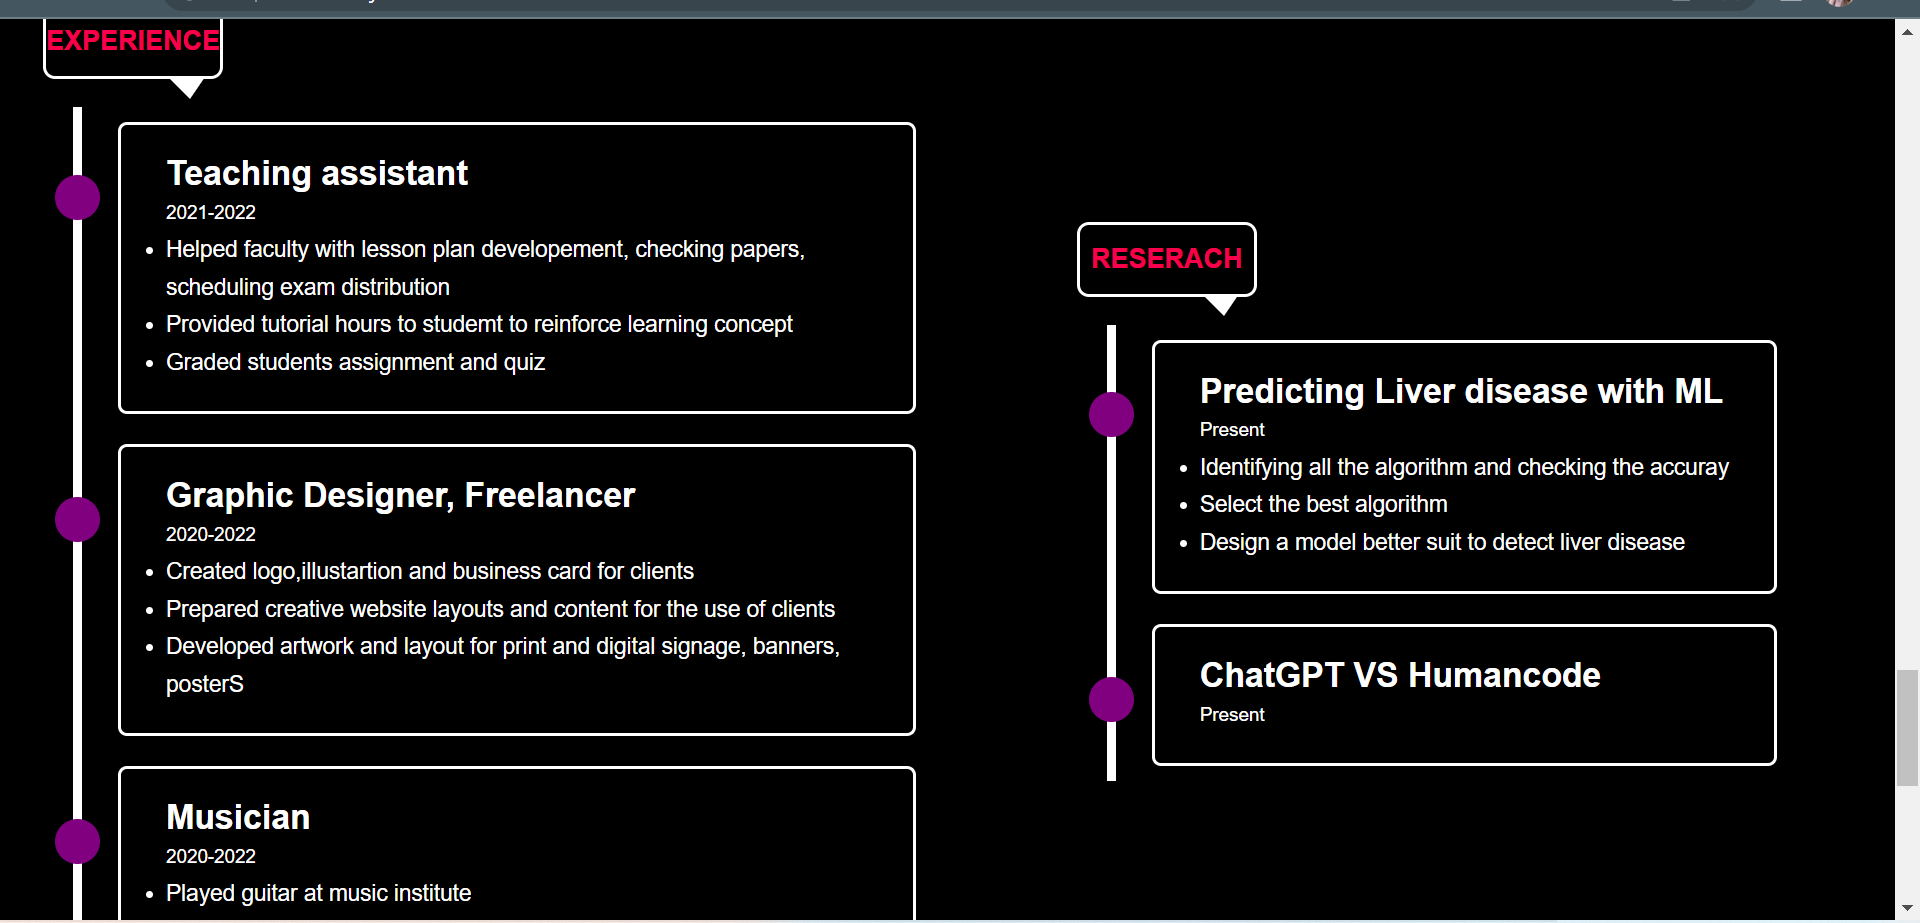 EXPERIENCE
Teaching assistant
2021-2022
Helped faculty with lesson plan developement, checking papers,
scheduling exam distribution
Provided tutorial hours to studemt to reinforce learning concept
Graded students assignment and quiz
Graphic Designer, Freelancer
2020-2022
Created logo,illustartion and business card for clients
Prepared creative website layouts and content for the use of clients
Developed artwork and layout for print and digital signage, banners,
posterS
Musician
2020-2022
Played guitar at music institute
RESERACH
Predicting Liver disease with ML
Present
Identifying all the algorithm and checking the accuray
Select the best algorithm
Design a model better suit to detect liver disease
ChatGPT VS Humancode
Present